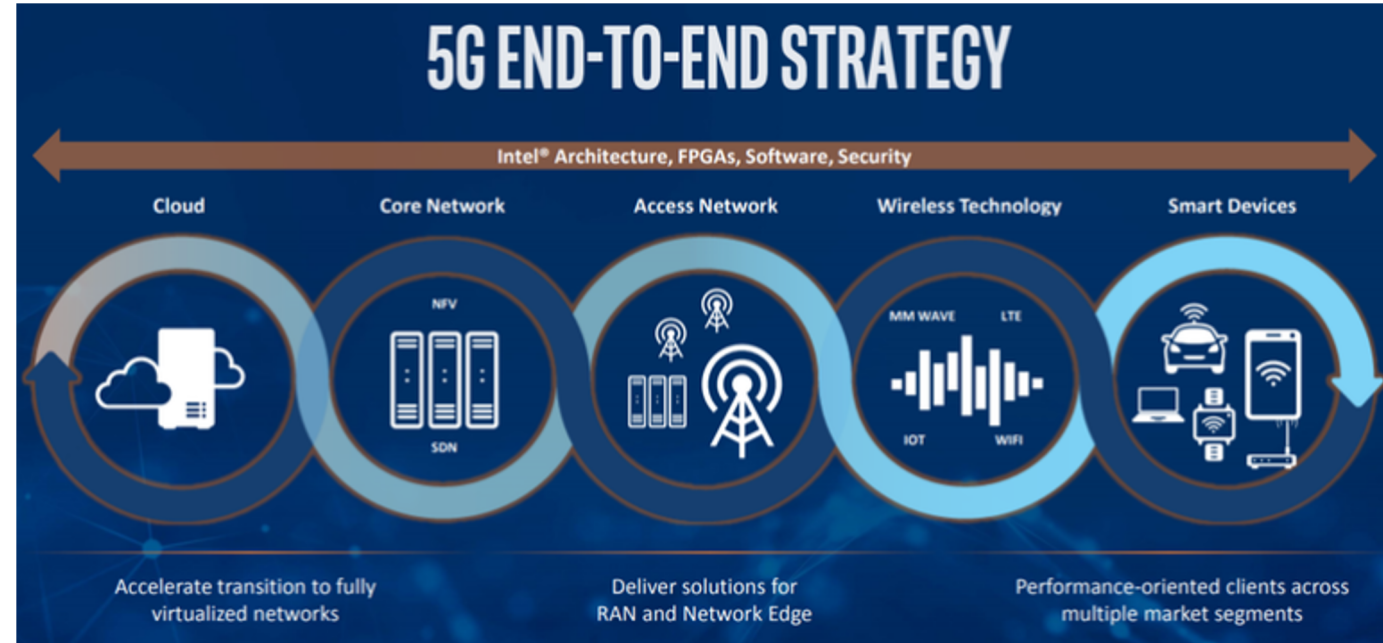 5G END-TO-END STRATEGY
Intel® Architecture, FPGAs, Software, Security
Cloud
Core Network
Access Network
Wireless Technology
Smart Devices
NFV
SDN
MM WAVE
LTE
IOT
WIFI
Accelerate transition to fully
virtualized networks
Deliver solutions for
RAN and Network Edge
Performance-oriented clients across
multiple market segments